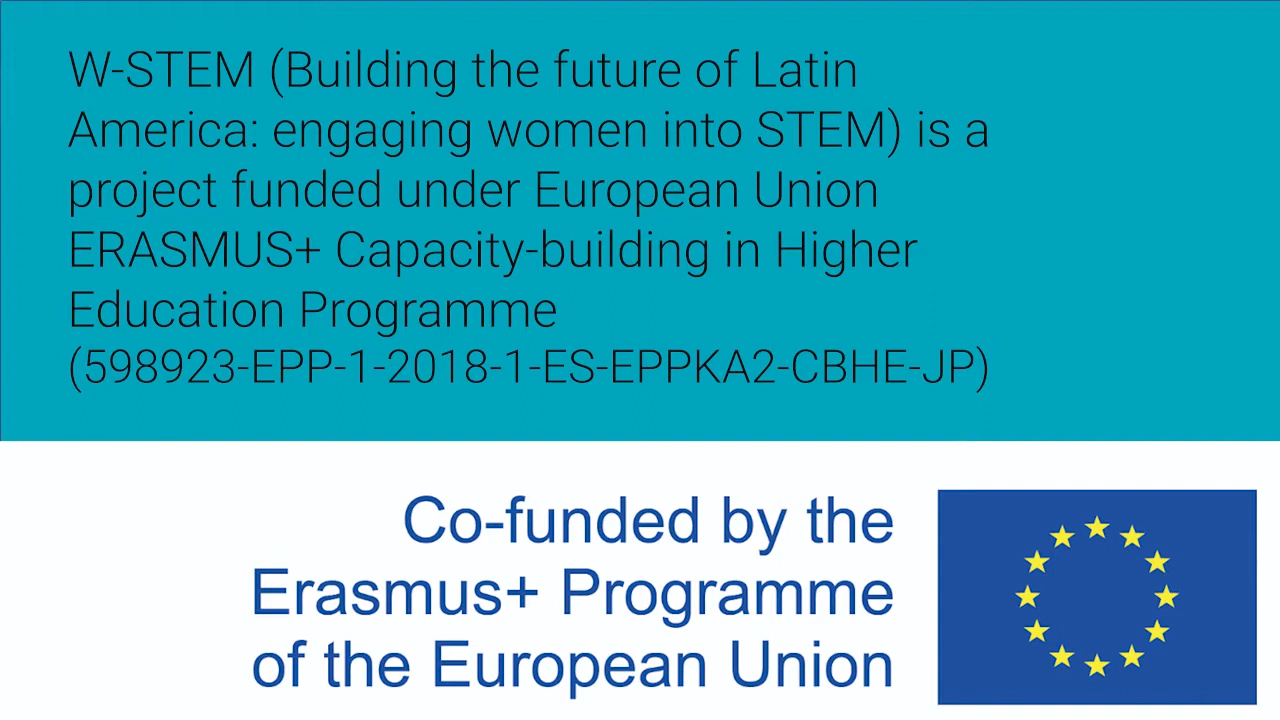 W-STEM (Building the future of Latin
America: engaging women into STEM) is a
project funded under European Union
ERASMUS+ Capacity-building in Higher
Education Programme
(598923-EPP-1-2018-1-ES-EPPKA2-CBHE-JP)
Co-funded by the
Erasmus+ Programme
of the European Union